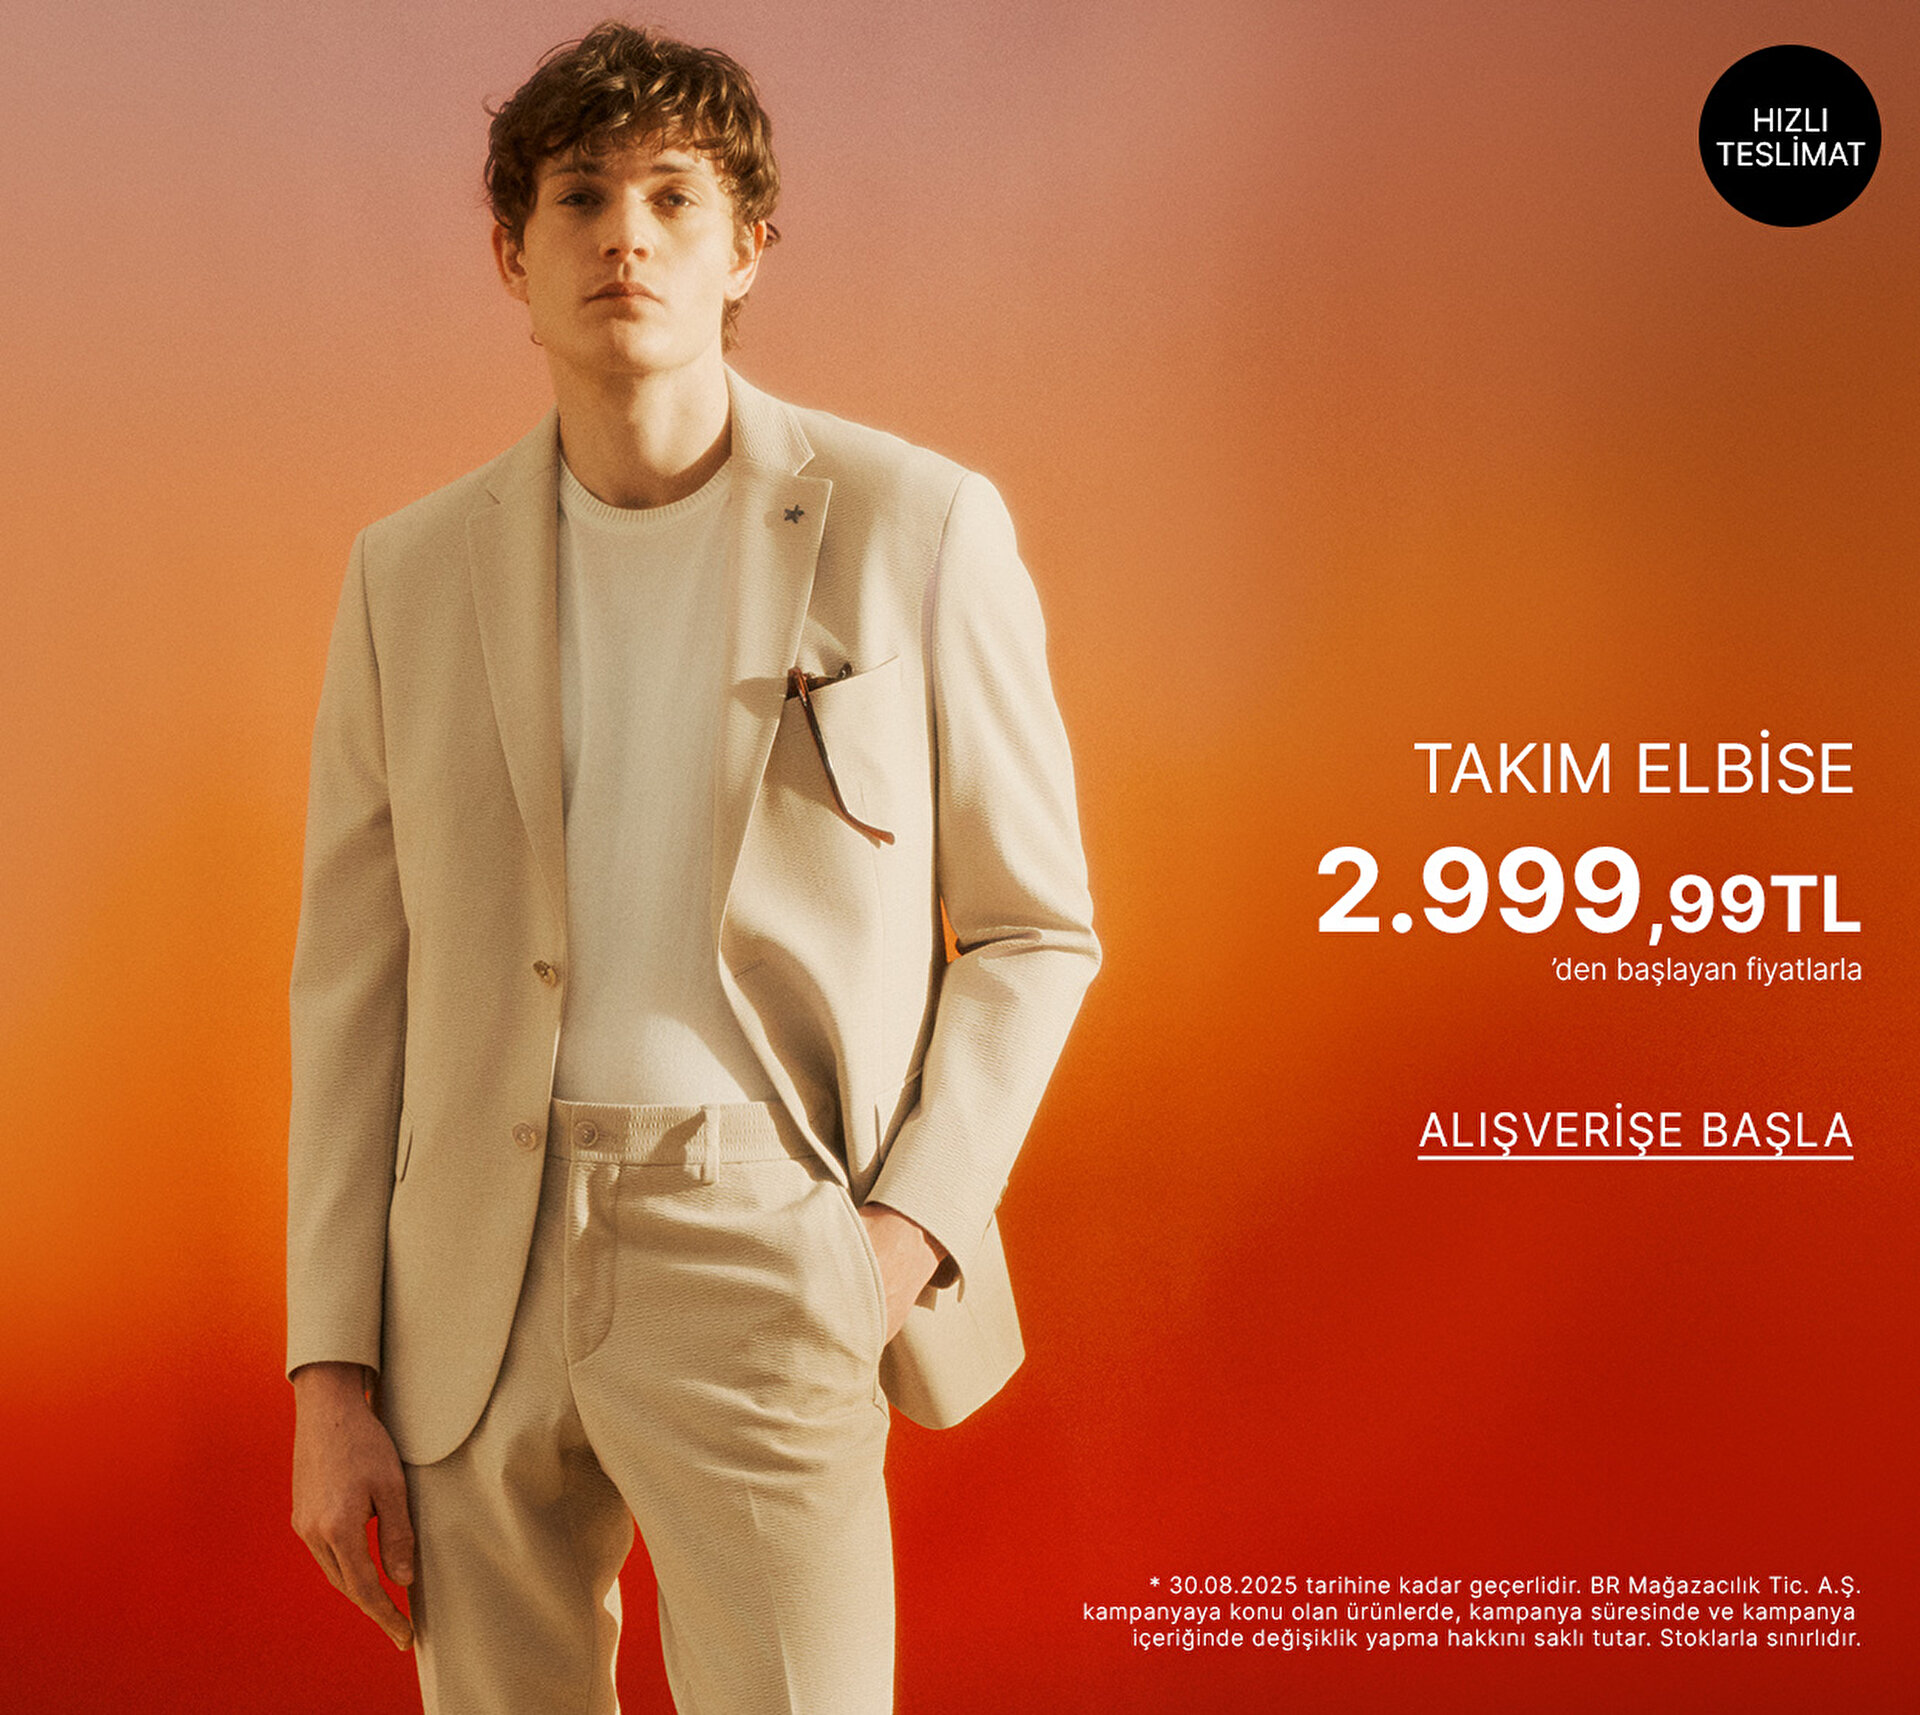 HIZLI
TESLİMAT
TAKIM ELBİSE
2.999,99TL
'den başlayan fiyatlarla
ALIŞVERİŞE BAŞLA
* 30.08.2025 tarihine kadar geçerlidir. BR Mağazacılık Tic. A.Ş.
kampanyaya konu olan ürünlerde, kampanya süresinde ve kampanya
içeriğinde değişiklik yapma hakkını saklı tutar. Stoklarla sınırlıdır.